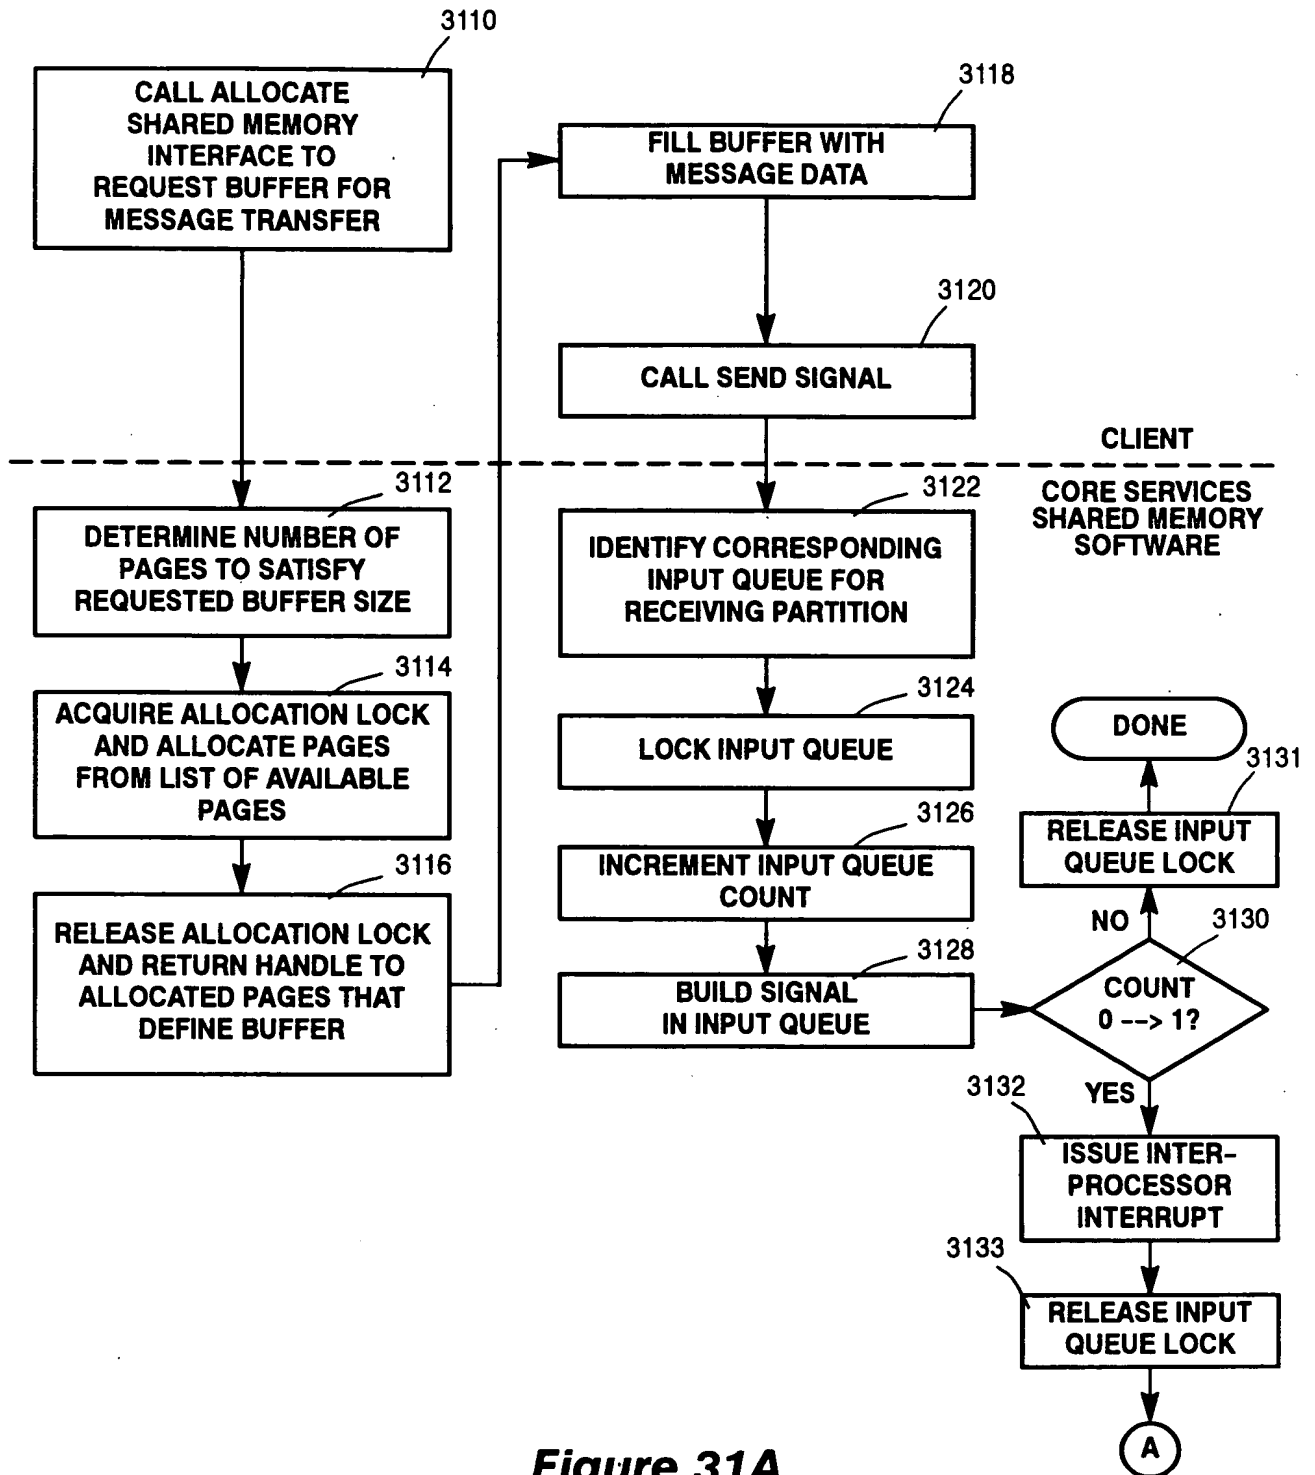 3110
CALL ALLOCATE
SHARED MEMORY
INTERFACE TO
REQUEST BUFFER FOR
MESSAGE TRANSFER
3118
FILL BUFFER WITH
MESSAGE DATA
3120
CALL SEND SIGNAL
CLIENT
CORE SERVICES
SHARED MEMORY
SOFTWARE
3112
DETERMINE NUMBER OF
PAGES TO SATISFY
REQUESTED BUFFER SIZE
3114
ACQUIRE ALLOCATION LOCK
AND ALLOCATE PAGES
FROM LIST OF AVAILABLE
PAGES
3116
RELEASE ALLOCATION LOCK
AND RETURN HANDLE TO
ALLOCATED PAGES THAT
DEFINE BUFFER
3122
IDENTIFY CORRESPONDING
INPUT QUEUE FOR
RECEIVING PARTITION
3124
LOCK INPUT QUEUE
3126
INCREMENT INPUT QUEUE
COUNT
3128
BUILD SIGNAL
IN INPUT QUEUE
DONE
3131
RELEASE INPUT
QUEUE LOCK
NO
3130
COUNT
0 --> 1?
YES
3132
ISSUE INTER-
PROCESSOR
INTERRUPT
3133
RELEASE INPUT
QUEUE LOCK
A
Figure 31A